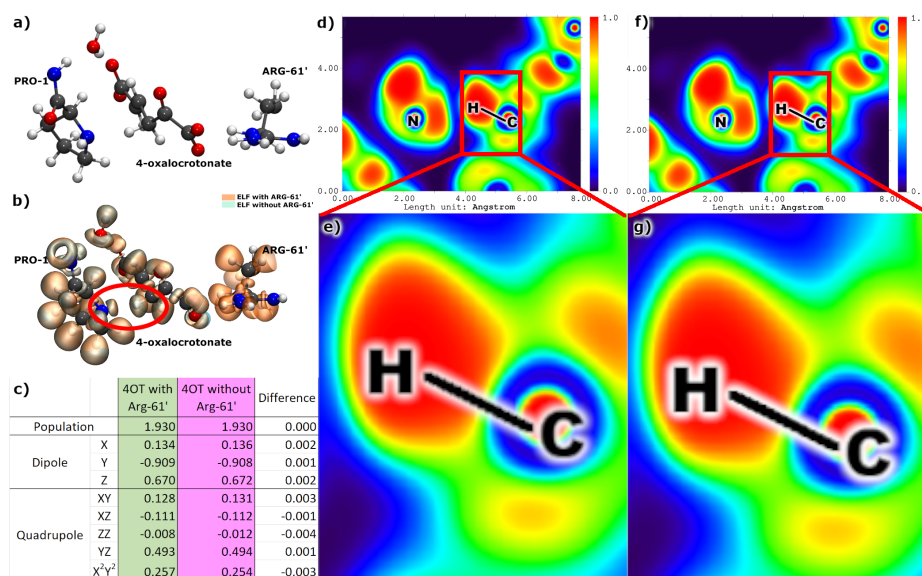 a)
PRO-1
ARG-61'
4-oxalocrotonate
b)
ELF with ARG-61'
ELF without ARG-61'
PRO-1
ARG-61'
4-oxalocrotonate
c)
4OT with Arg-61' 4OT without Arg-61' Difference
Population 1.930 1.930 0.000
Dipole X 0.134 0.136 0.002
Y -0.909 -0.908 0.001
Z 0.670 0.672 0.002
Quadrupole XY 0.128 0.131 0.003
XZ -0.111 -0.112 -0.001
ZZ -0.008 -0.012 -0.004
YZ 0.493 0.494 0.001
X²Y² 0.257 0.254 -0.003
d)
1.0
4.00
2.00
0.00
0.00 2.00 4.00 6.00 8.00
0.0
Length unit: Angstrom
N
H
C
e)
H
C
f)
1.0
4.00
2.00
0.00
0.00 2.00 4.00 6.00 8.00
0.0
Length unit: Angstrom
N
H
C
g)
H
C